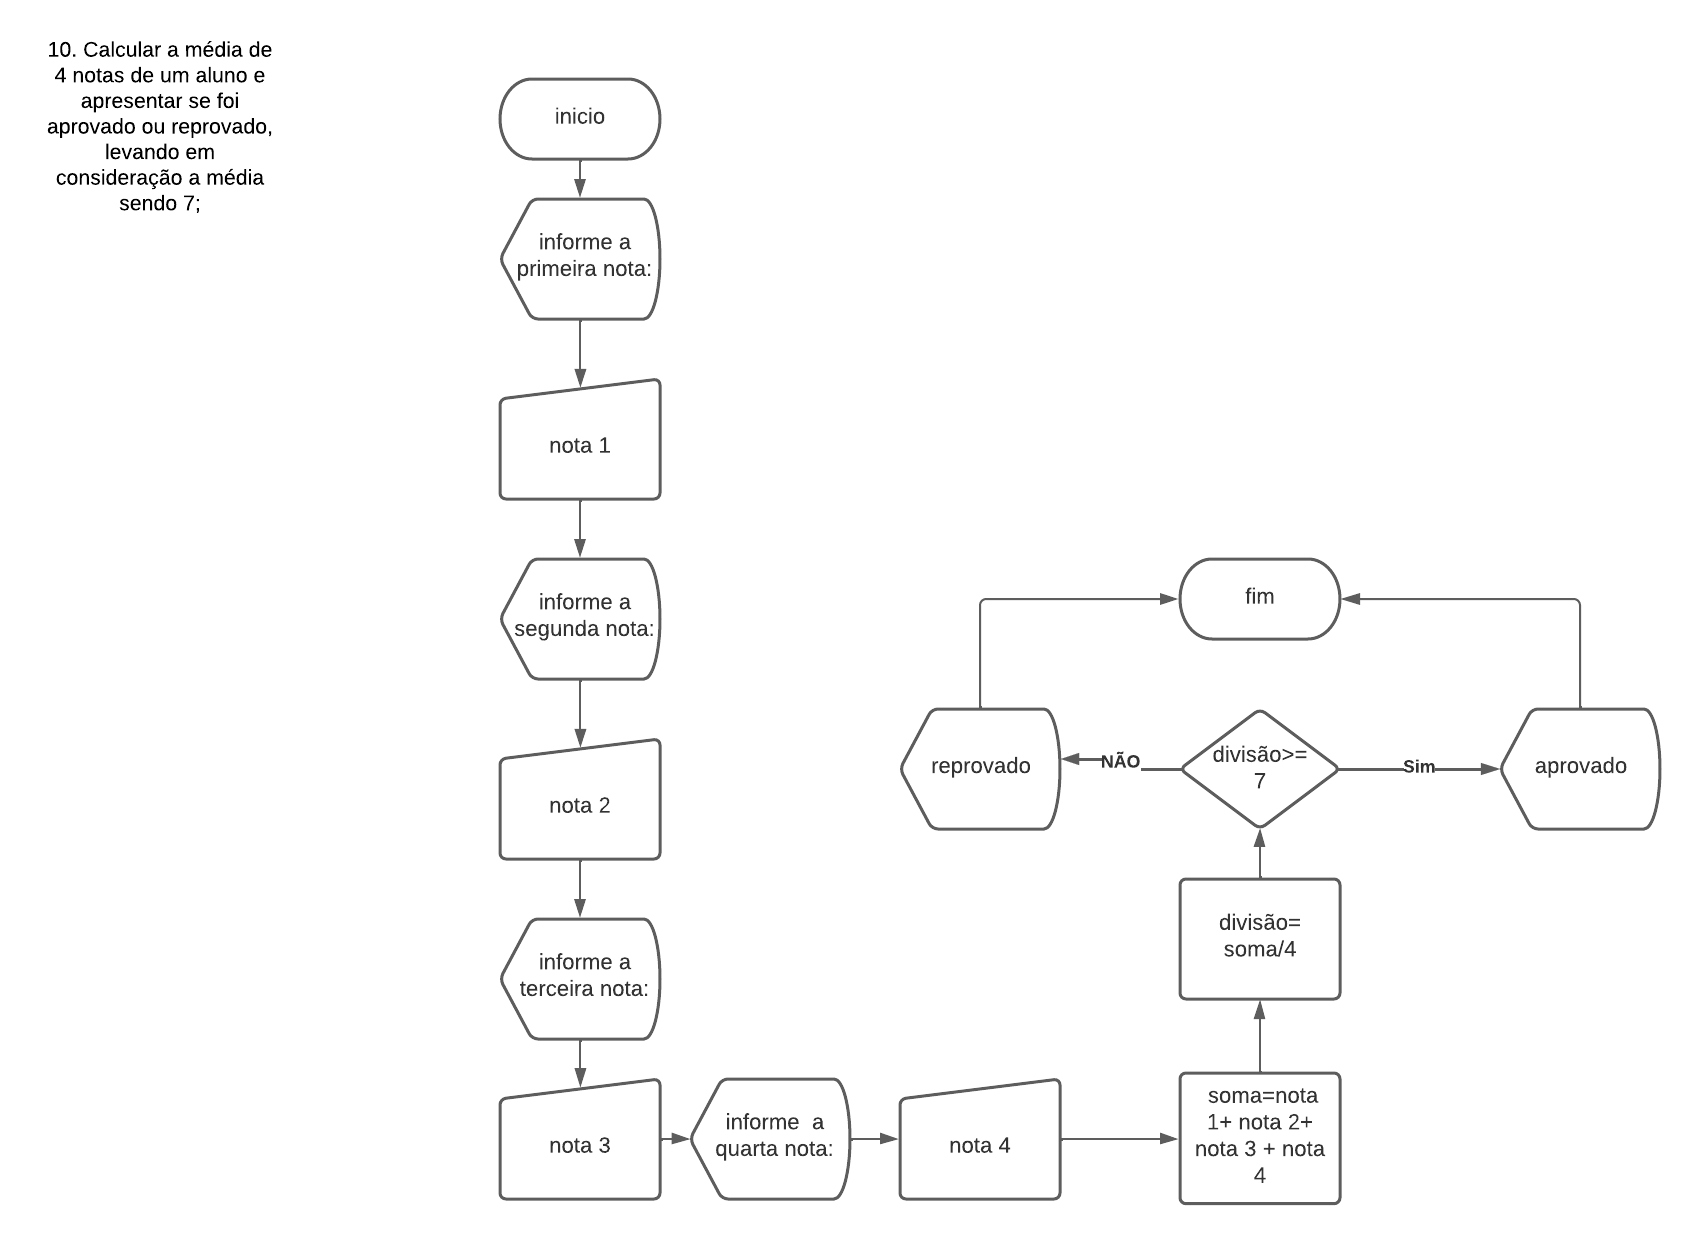 10. Calcular a média de
4 notas de um aluno e
apresentar se foi
aprovado ou reprovado,
levando em
consideração a média
sendo 7;
inicio
informe a
primeira nota:
nota 1
informe a
segunda nota:
nota 2
informe a
terceira nota:
nota 3
informe  a
quarta nota:
nota 4
soma=nota
1+ nota 2+
nota 3 + nota
4
divisão=
soma/4
divisão>=
7
NÃO
reprovado
Sim
aprovado
fim